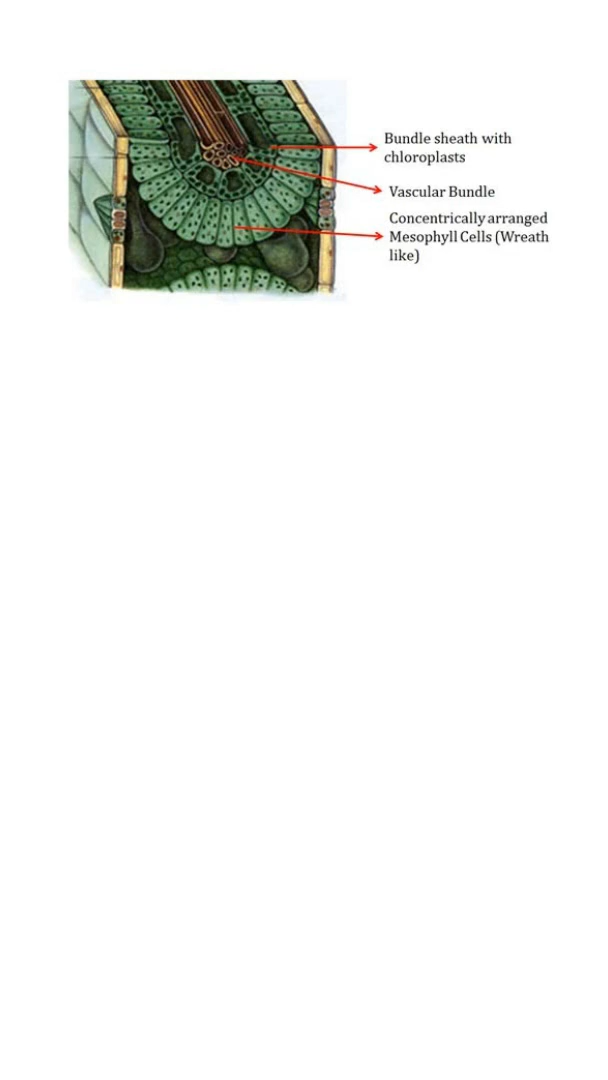 Bundle sheath with
chloroplasts
Vascular Bundle
Concentrically arranged
Mesophyll Cells (Wreath
like)